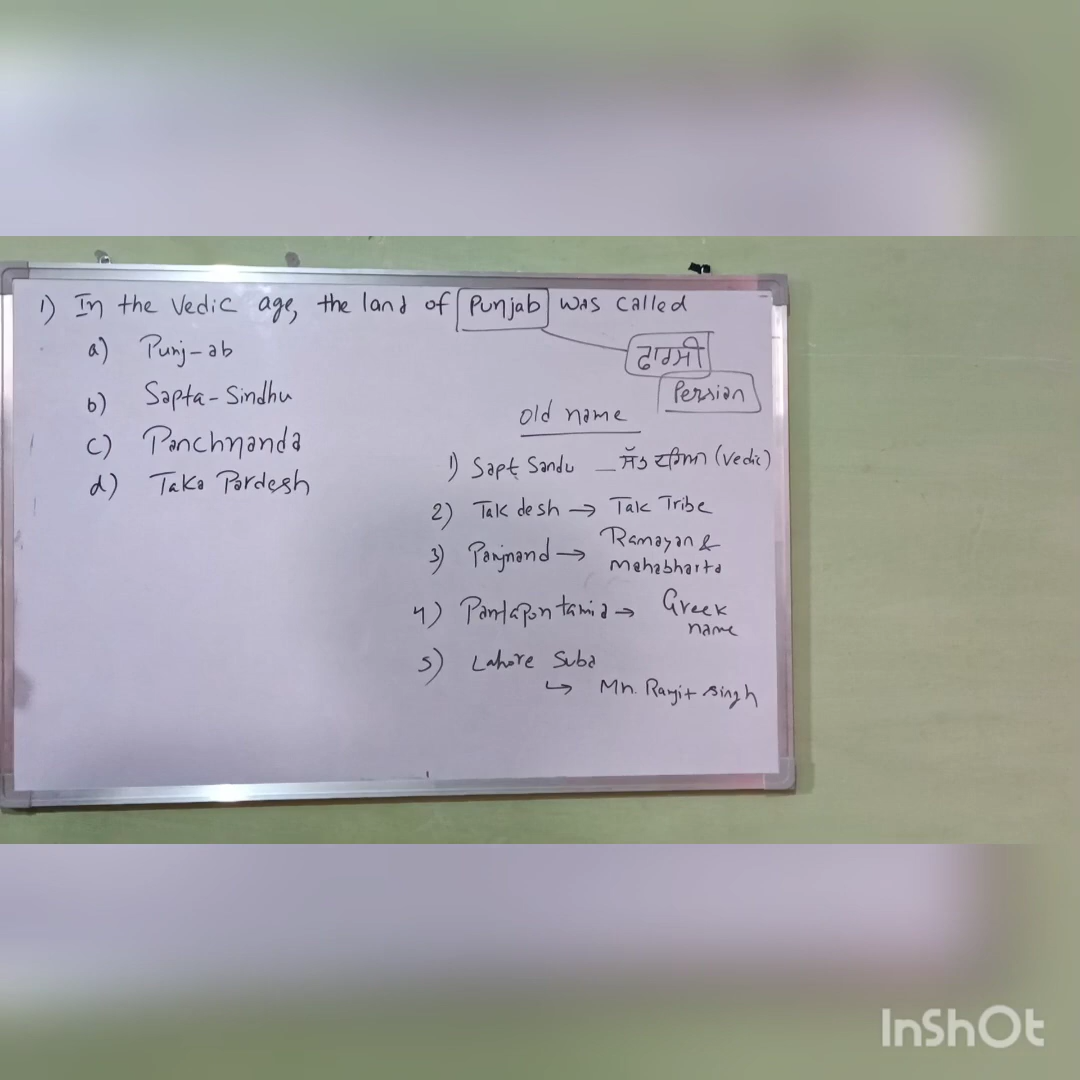 1) In the Vedic age, the land of Punjab was called
a) Punj-ab
b) Sapta-Sindhu
c) Panchnanda
d) Taka Pardesh
ਫਾਰਸੀ
Persian
Old name
1) Sapt Sandu — ਸੱਤ ਦਰਿਆ (Vedic)
2) Tak desh → Tak Tribe
3) Panjnand → Ramayan &
Mahabharta
4) Pantapontamia → Greek
name
5) Lahore Suba
↳ Mh. Ranjit Singh
InShOt